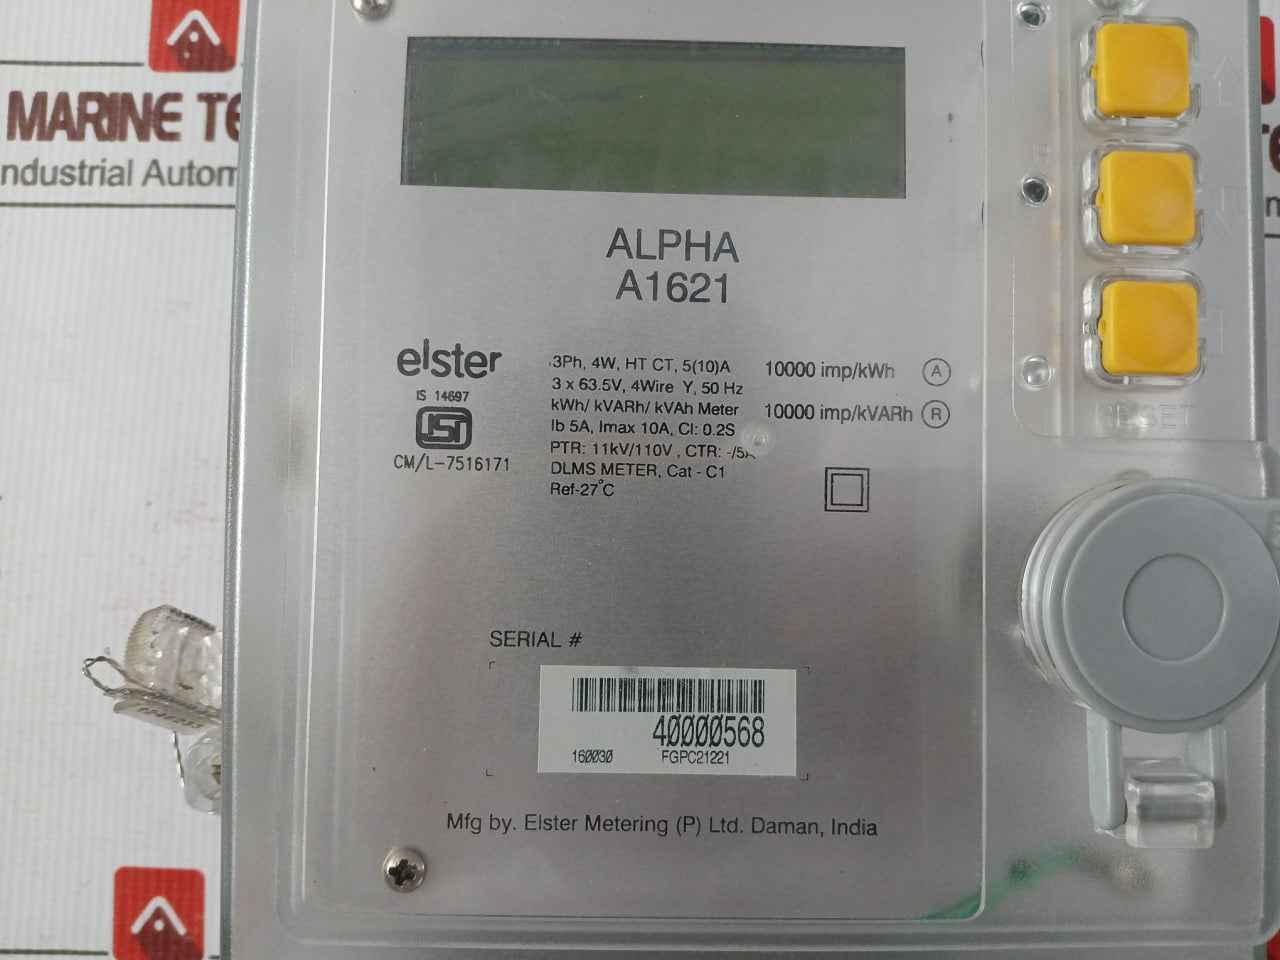 MARINE TE
Industrial Autom
ALPHA
A1621
elster
IS 14697
ISI
CM/L-7516171
3Ph, 4W, HT CT, 5(10)A
3 x 63.5V, 4Wire Y, 50 Hz
kWh/ kVARh/ kVAh Meter
Ib 5A, Imax 10A, Cl: 0.2S
PTR: 11kV/110V , CTR: -/5A
DLMS METER, Cat - C1
Ref-27°C
10000 imp/kWh A
10000 imp/kVARh R
RESET
SERIAL #
40000568
160030 FGPC21221
Mfg by. Elster Metering (P) Ltd. Daman, India